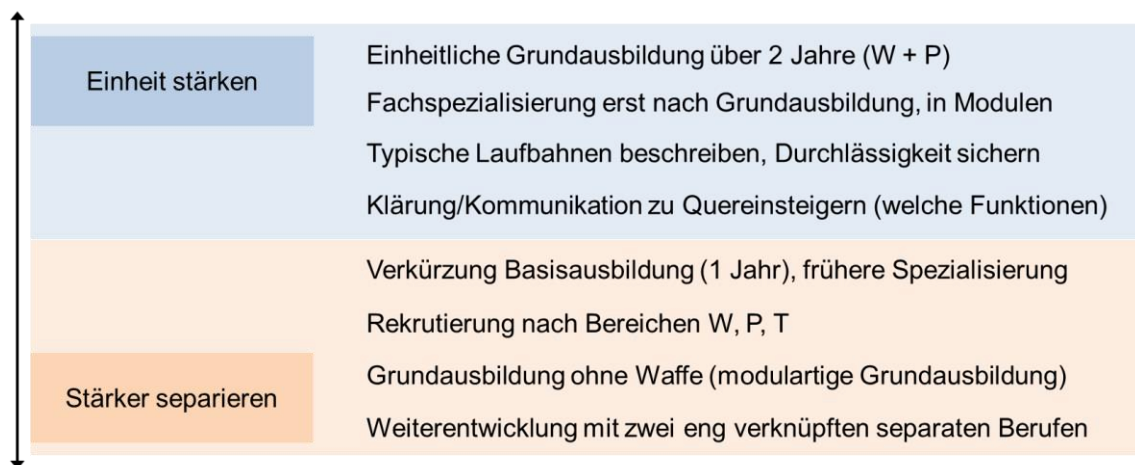 Einheit stärken
Einheitliche Grundausbildung über 2 Jahre (W + P)
Fachspezialisierung erst nach Grundausbildung, in Modulen
Typische Laufbahnen beschreiben, Durchlässigkeit sichern
Klärung/Kommunikation zu Quereinsteigern (welche Funktionen)
Verkürzung Basisausbildung (1 Jahr), frühere Spezialisierung
Rekrutierung nach Bereichen W, P, T
Stärker separieren
Grundausbildung ohne Waffe (modulartige Grundausbildung)
Weiterentwicklung mit zwei eng verknüpften separaten Berufen